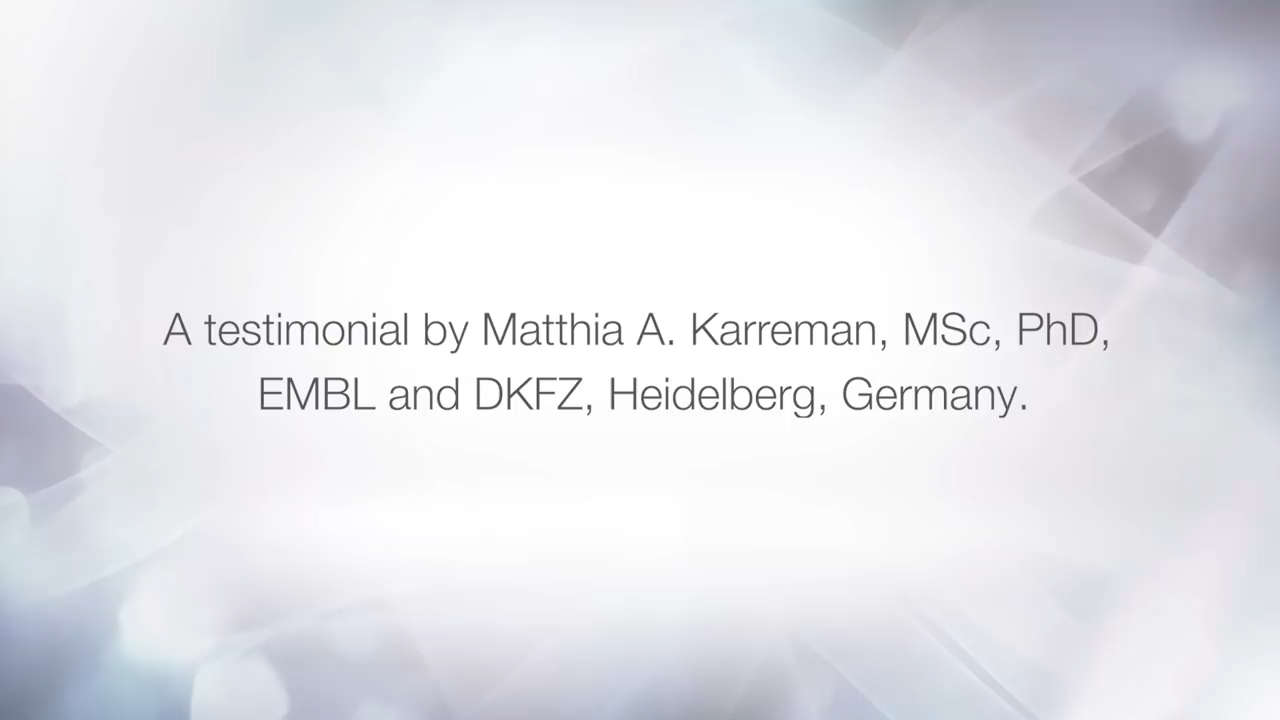 A testimonial by Matthia A. Karreman, MSc, PhD,
EMBL and DKFZ, Heidelberg, Germany.